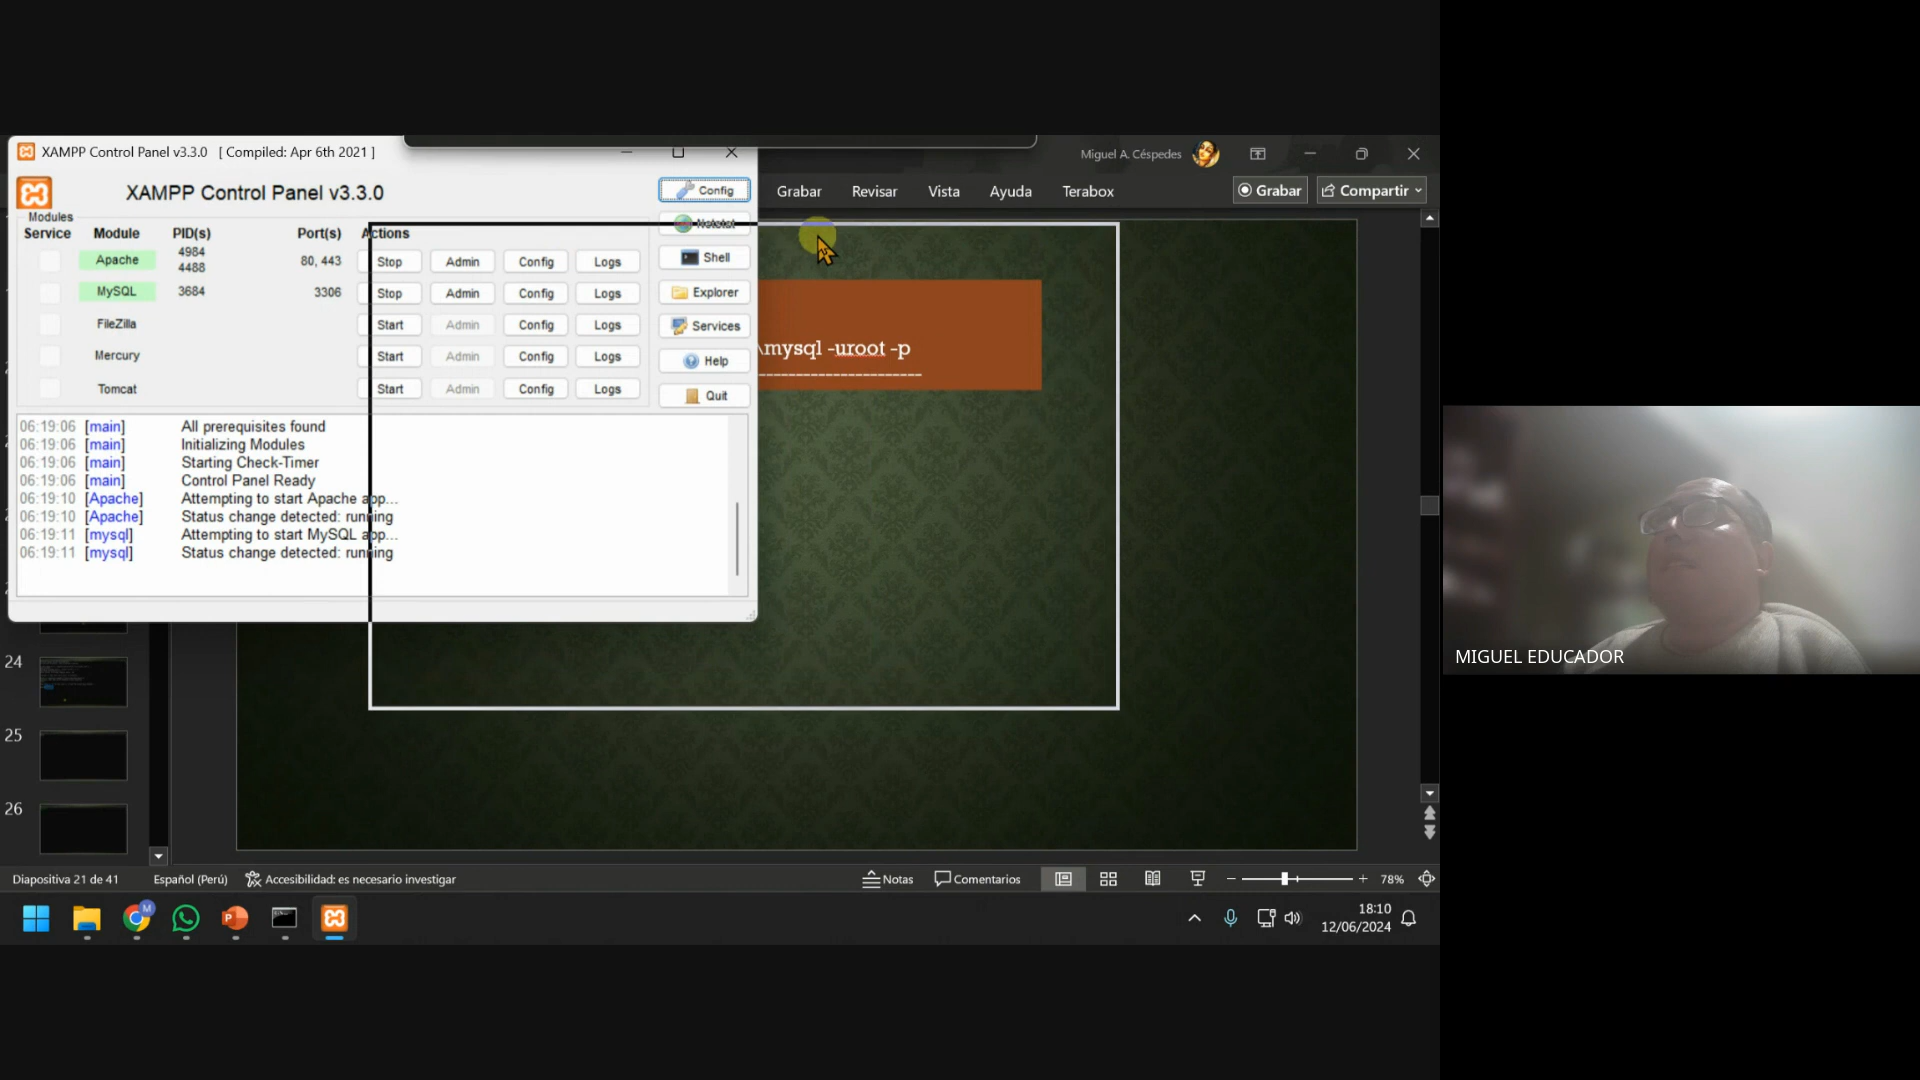 XAMPP Control Panel v3.3.0 [ Compiled: Apr 6th 2021 ]
Miguel A. Céspedes
XAMPP Control Panel v3.3.0
Config
Grabar Revisar Vista Ayuda Terabox
Grabar Compartir
Modules
Service Module PID(s) Port(s) Actions
Netstat
Apache 4984 4488 80, 443 Stop Admin Config Logs
Shell
MySQL 3684 3306 Stop Admin Config Logs
Explorer
FileZilla Start Admin Config Logs
Services
Mercury Start Admin Config Logs
Help
Tomcat Start Admin Config Logs
Quit
\mysql -uroot -p
06:19:06 [main] All prerequisites found
06:19:06 [main] Initializing Modules
06:19:06 [main] Starting Check-Timer
06:19:06 [main] Control Panel Ready
06:19:10 [Apache] Attempting to start Apache app...
06:19:10 [Apache] Status change detected: running
06:19:11 [mysql] Attempting to start MySQL app...
06:19:11 [mysql] Status change detected: running
24
25
26
Diapositiva 21 de 41 Español (Perú) Accesibilidad: es necesario investigar Notas Comentarios 78%
18:10
12/06/2024
MIGUEL EDUCADOR